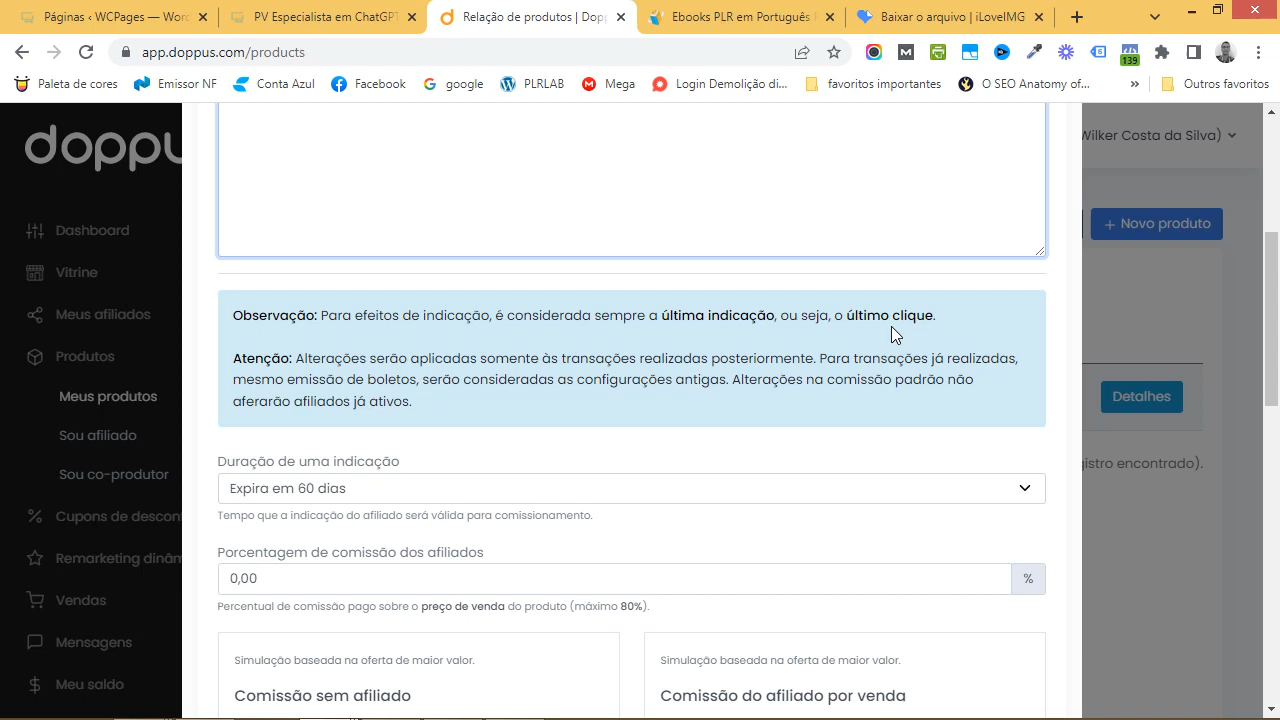 Páginas ‹ WCPages — Word
PV Especialista em ChatGPT
Relação de produtos | Dopp
Ebooks PLR em Português
Baixar o arquivo | iLoveIMG
app.doppus.com/products
139
Paleta de cores
Emissor NF
Conta Azul
Facebook
google
PLRLAB
Mega
Login Demolição di...
favoritos importantes
O SEO Anatomy of...
»
Outros favoritos
doppu
Wilker Costa da Silva)
+ Novo produto
Dashboard
Vitrine
Meus afiliados
Produtos
Meus produtos
Sou afiliado
Sou co-produtor
Cupons de descon
Remarketing dinâm
Vendas
Mensagens
Meu saldo
Observação: Para efeitos de indicação, é considerada sempre a última indicação, ou seja, o último clique.
Atenção: Alterações serão aplicadas somente às transações realizadas posteriormente. Para transações já realizadas,
mesmo emissão de boletos, serão consideradas as configurações antigas. Alterações na comissão padrão não
aferarão afiliados já ativos.
Detalhes
gistro encontrado).
Duração de uma indicação
Expira em 60 dias
Tempo que a indicação do afiliado será válida para comissionamento.
Porcentagem de comissão dos afiliados
0,00
%
Percentual de comissão pago sobre o preço de venda do produto (máximo 80%).
Simulação baseada na oferta de maior valor.
Comissão sem afiliado
Simulação baseada na oferta de maior valor.
Comissão do afiliado por venda